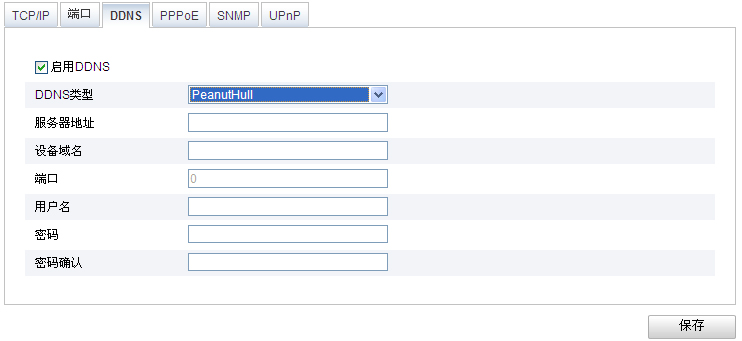 TCP/IP 端口 DDNS PPPoE SNMP UPnP
启用DDNS
DDNS类型 PeanutHull
服务器地址
设备域名
端口 0
用户名
密码
密码确认
保存